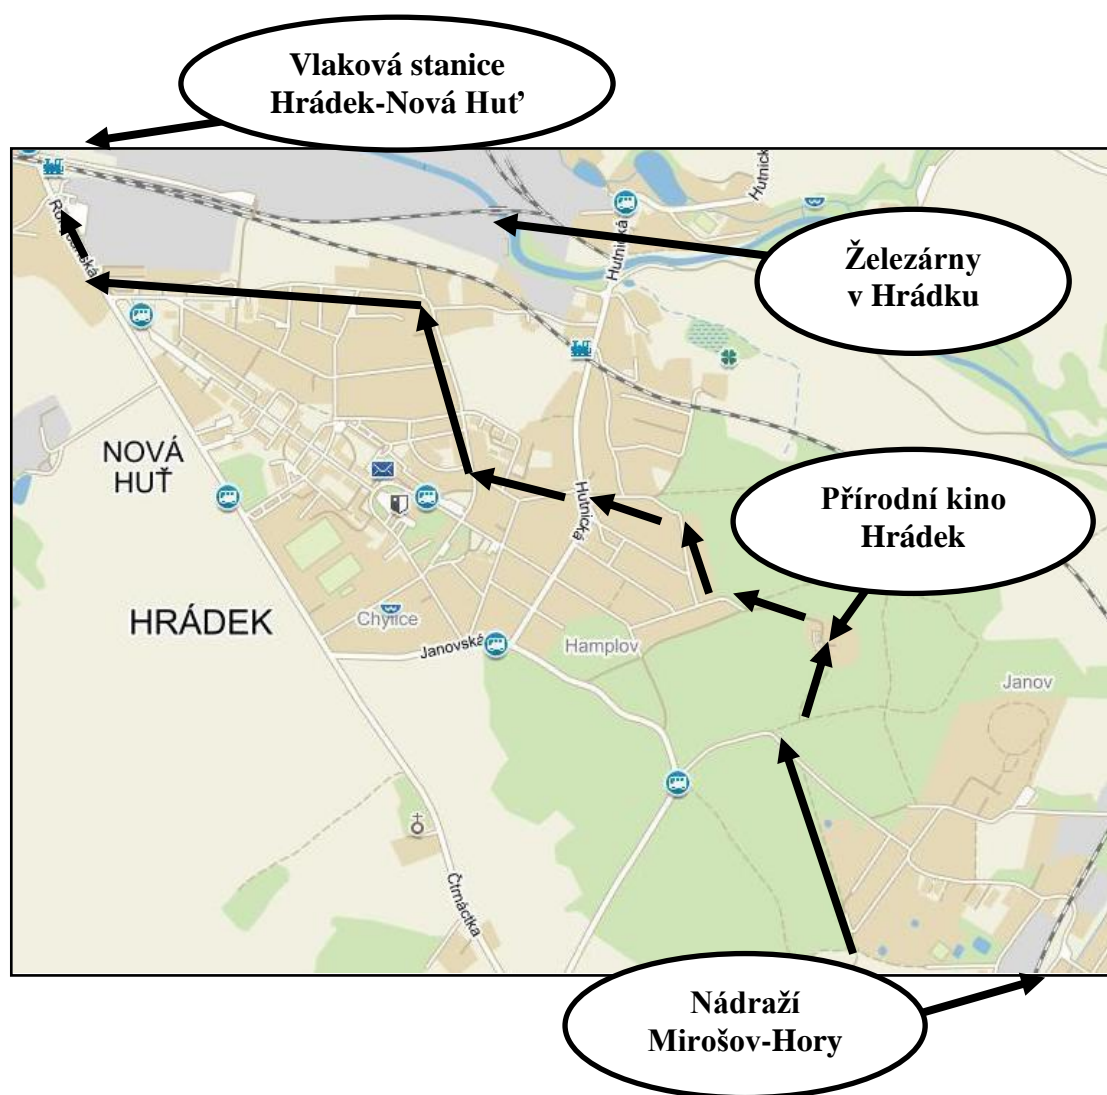 Vlaková stanice
Hrádek-Nová Huť
Hutnická
Železárny
v Hrádku
NOVÁ
HUŤ
Hutnická
Přírodní kino
Hrádek
HRÁDEK
Chylice
Janovská
Hamplov
Janov
Čtrnáctka
Nádraží
Mirošov-Hory